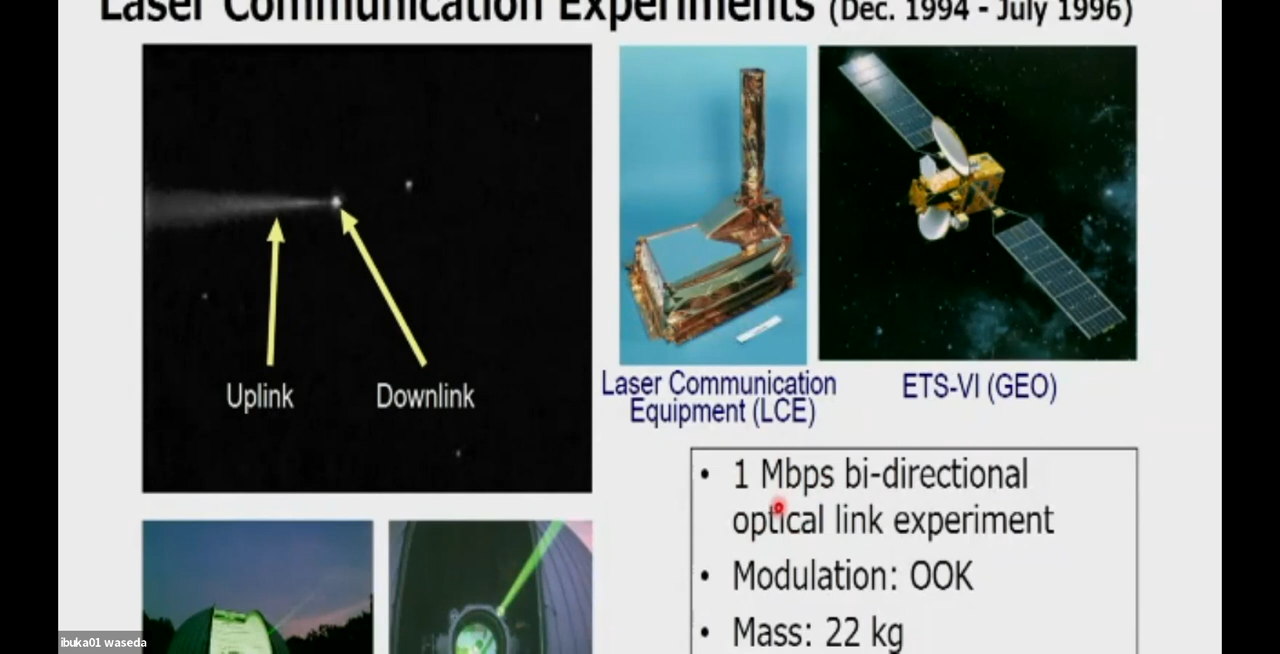 Laser Communication Experiments (Dec. 1994 - July 1996)
Uplink
Downlink
Laser Communication
Equipment (LCE)
ETS-VI (GEO)
• 1 Mbps bi-directional
optical link experiment
• Modulation: OOK
• Mass: 22 kg
ibuka01 waseda